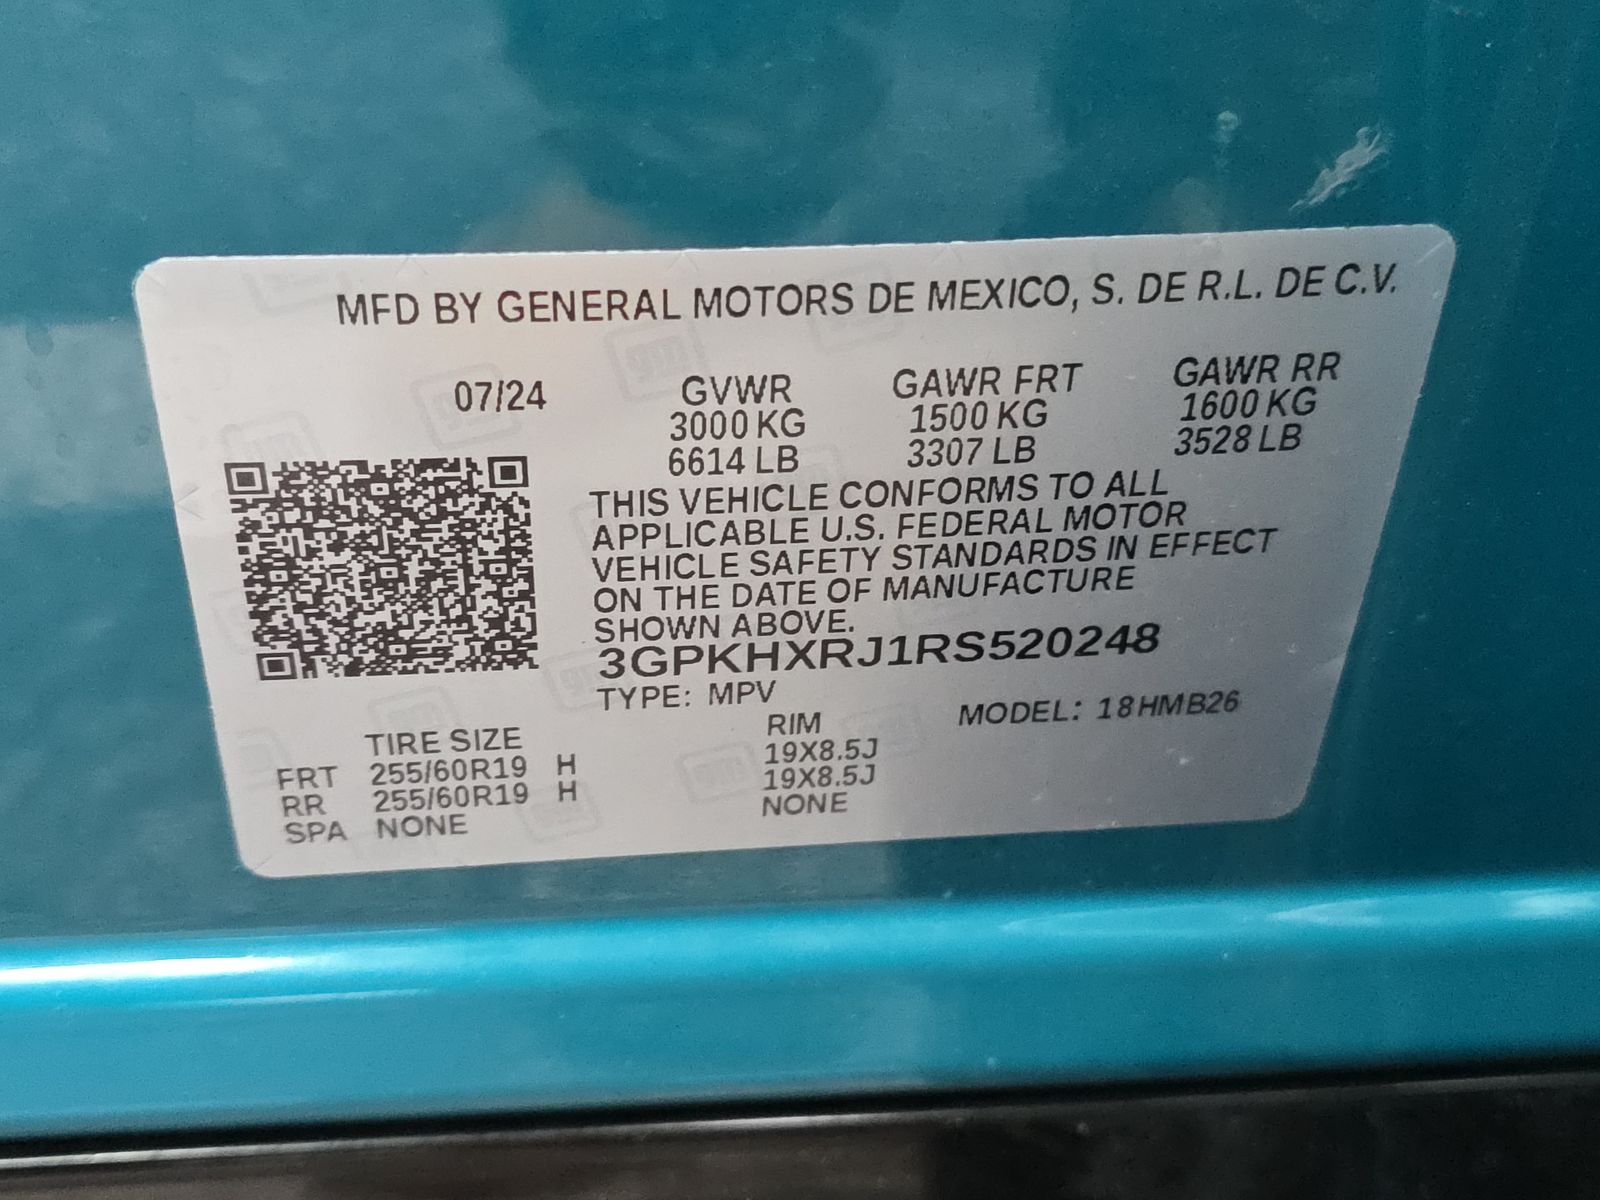 MFD BY GENERAL MOTORS DE MEXICO, S. DE R.L. DE C.V.
07/24 GVWR GAWR FRT GAWR RR
3000 KG 1500 KG 1600 KG
6614 LB 3307 LB 3528 LB
THIS VEHICLE CONFORMS TO ALL
APPLICABLE U.S. FEDERAL MOTOR
VEHICLE SAFETY STANDARDS IN EFFECT
ON THE DATE OF MANUFACTURE
SHOWN ABOVE.
3GPKHXRJ1RS520248
TYPE: MPV MODEL: 18HMB26
TIRE SIZE RIM
FRT 255/60R19 H 19X8.5J
RR 255/60R19 H 19X8.5J
SPA NONE NONE